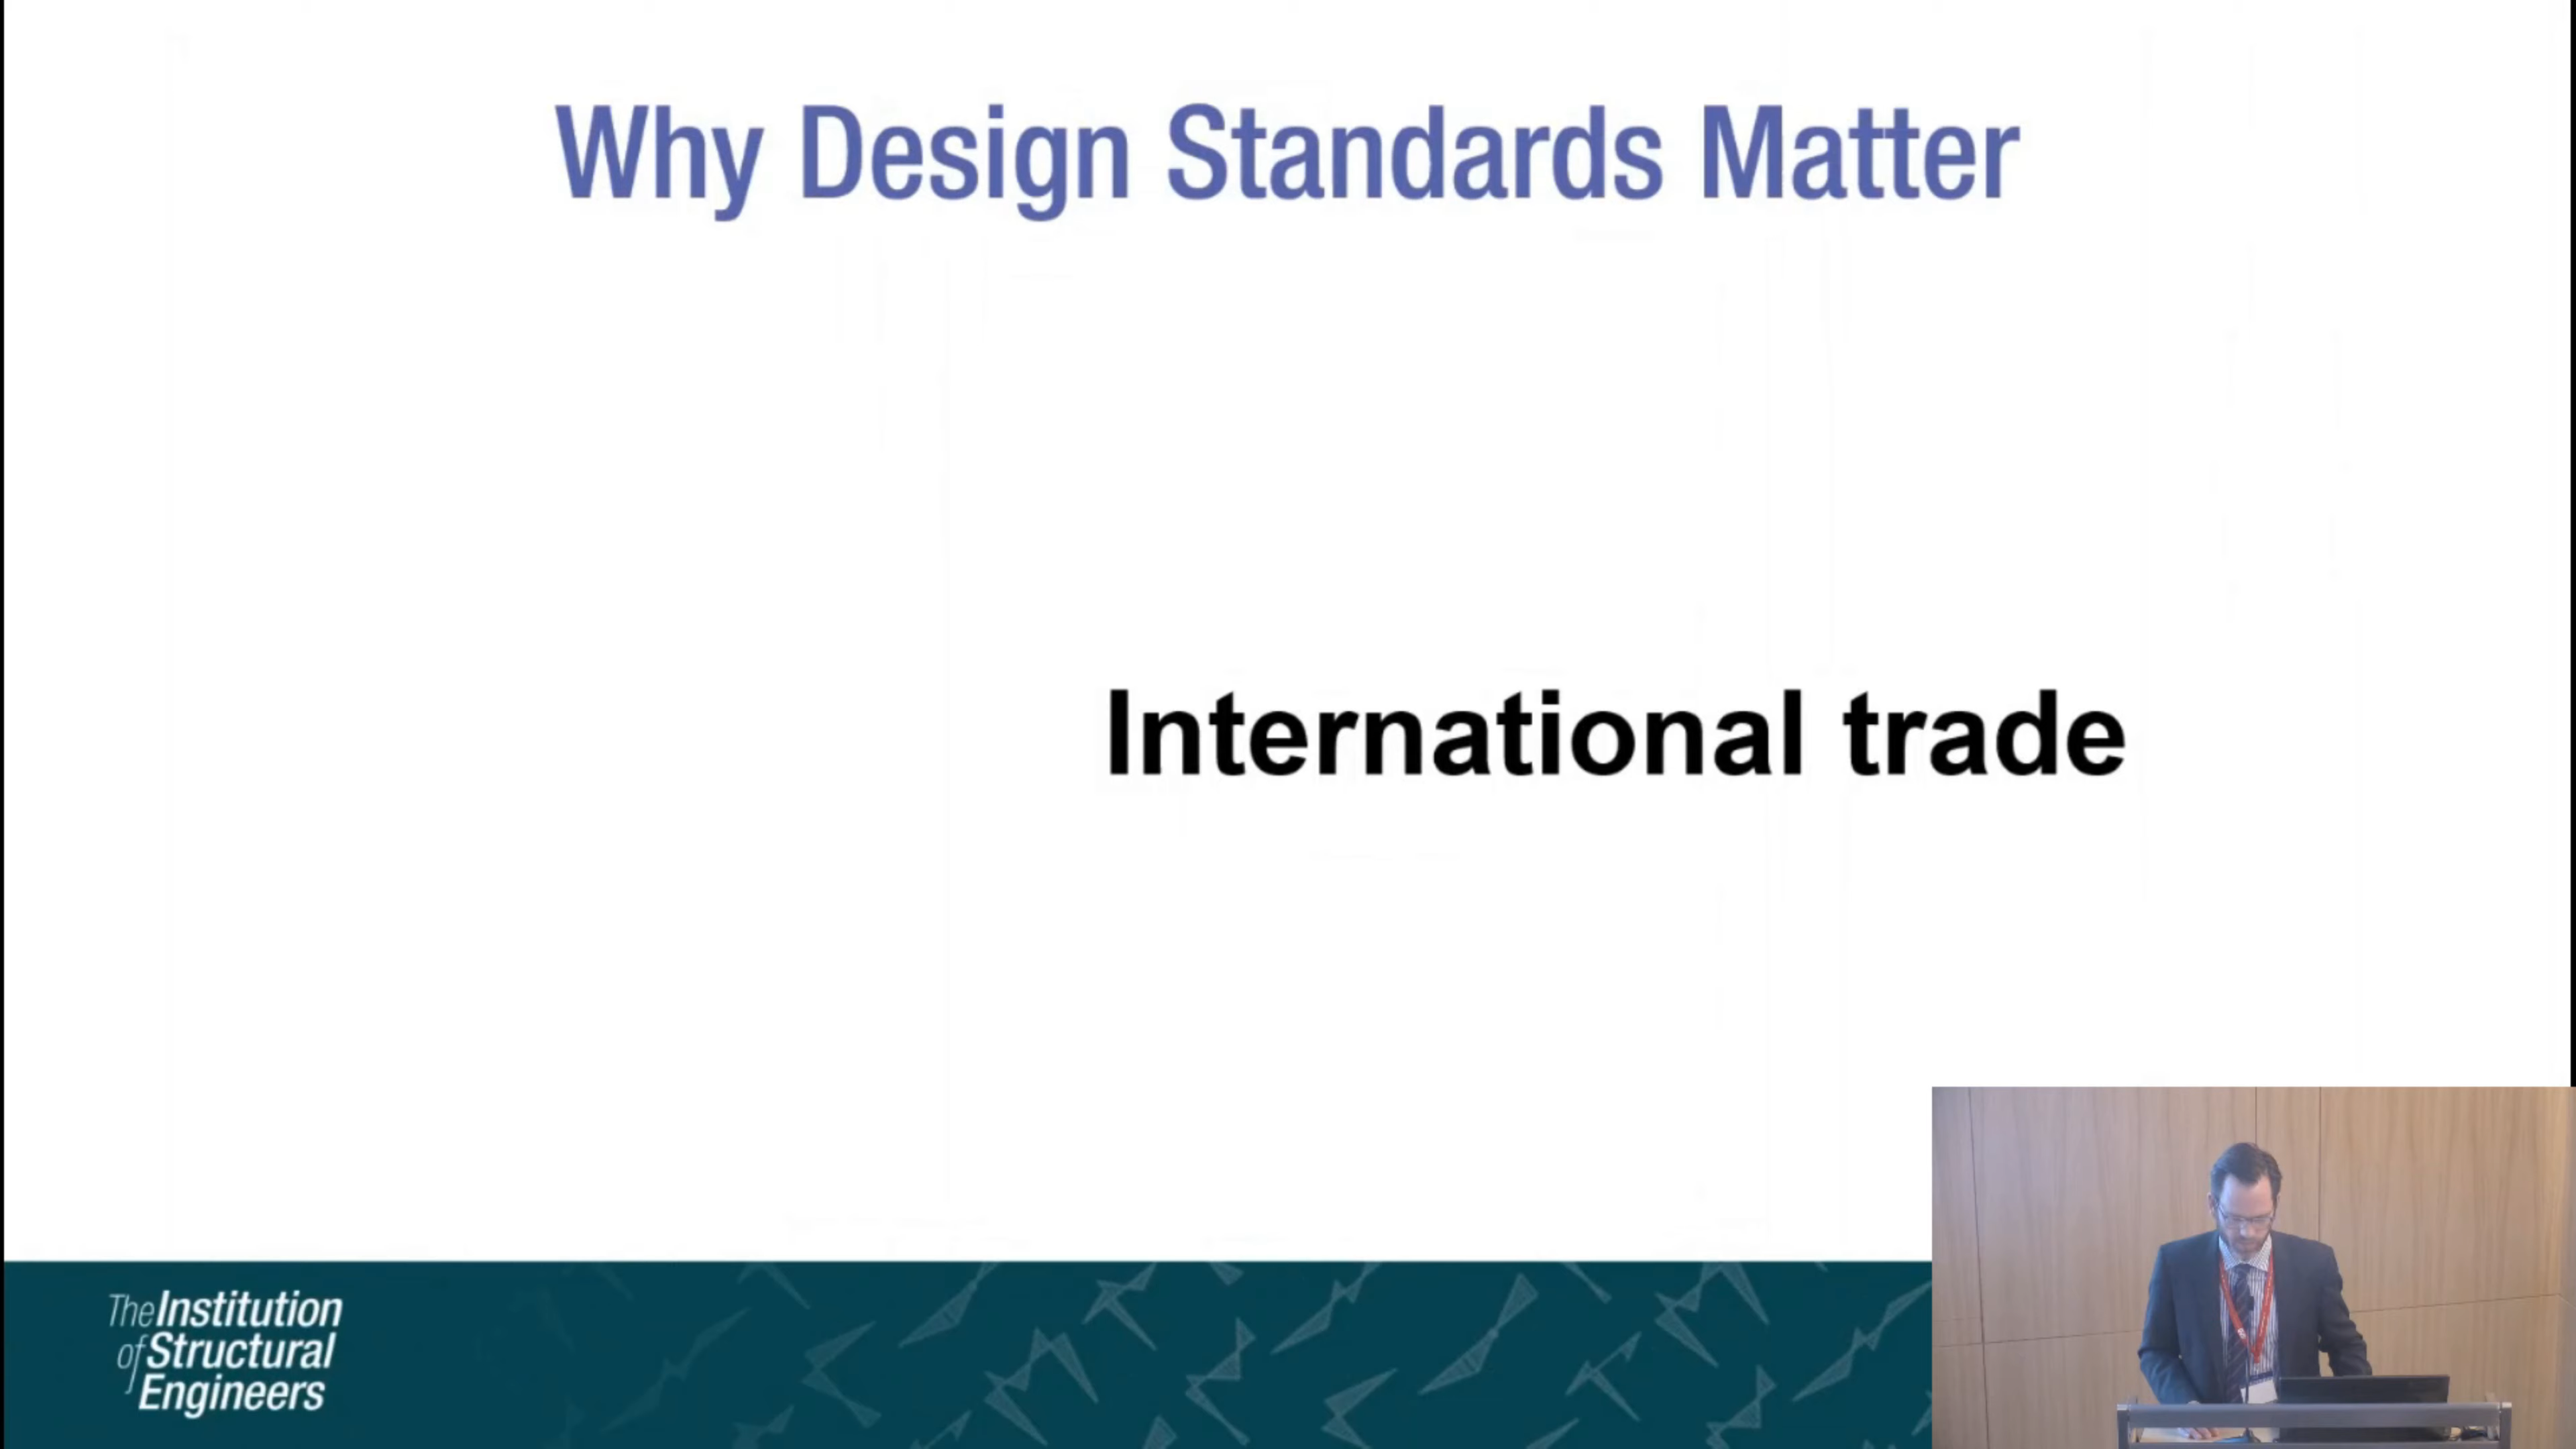 Why Design Standards Matter
International trade
The Institution
of Structural
Engineers